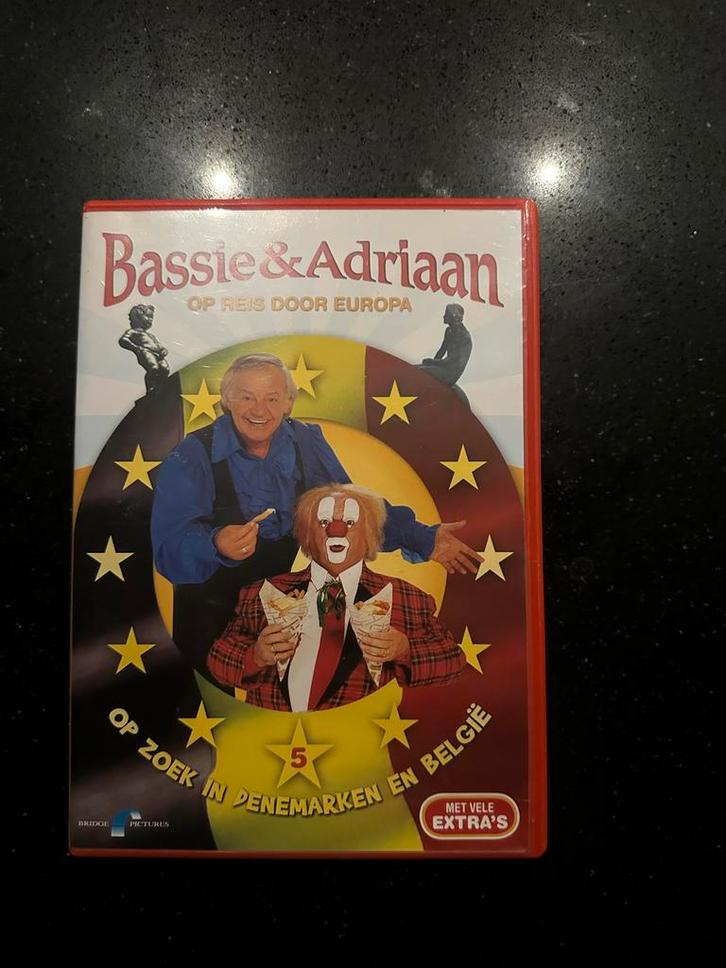 Bassie & Adriaan
OP REIS DOOR EUROPA
5
OP ZOEK IN DENEMARKEN EN BELGIË
BRIDGE PICTURES
MET VELE
EXTRA'S